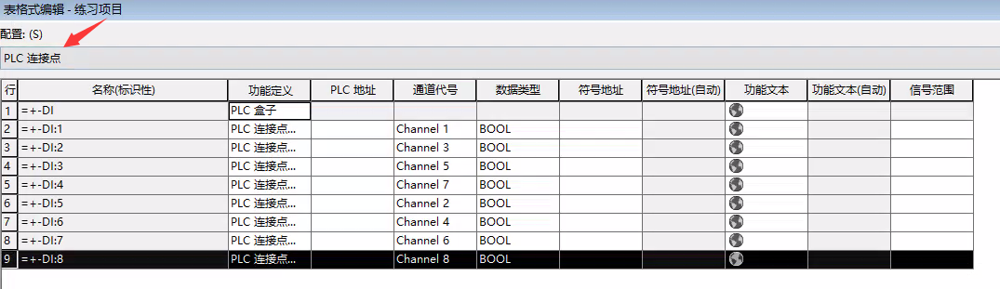 表格式编辑 - 练习项目
配置: (S)
PLC 连接点
行 名称(标识性) 功能定义 PLC 地址 通道代号 数据类型 符号地址 符号地址(自动) 功能文本 功能文本(自动) 信号范围
1 =+-DI PLC 盒子
2 =+-DI:1 PLC 连接点... Channel 1 BOOL
3 =+-DI:2 PLC 连接点... Channel 3 BOOL
4 =+-DI:3 PLC 连接点... Channel 5 BOOL
5 =+-DI:4 PLC 连接点... Channel 7 BOOL
6 =+-DI:5 PLC 连接点... Channel 2 BOOL
7 =+-DI:6 PLC 连接点... Channel 4 BOOL
8 =+-DI:7 PLC 连接点... Channel 6 BOOL
9 =+-DI:8 PLC 连接点... Channel 8 BOOL